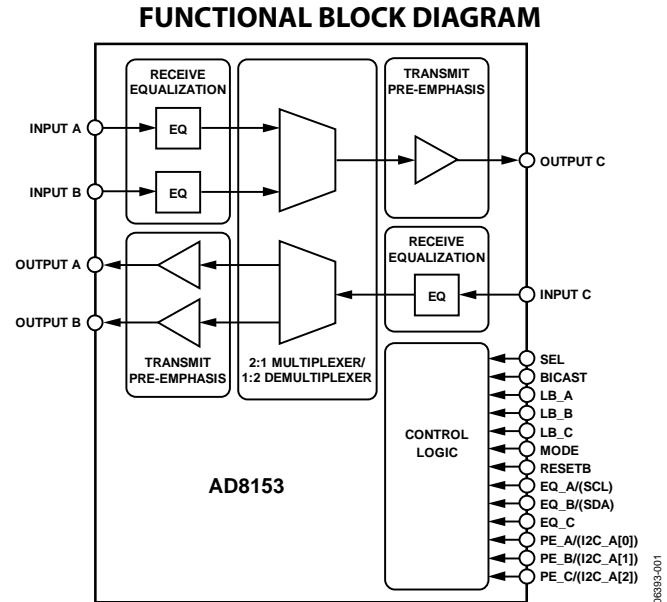 FUNCTIONAL BLOCK DIAGRAM
RECEIVE
EQUALIZATION
TRANSMIT
PRE-EMPHASIS
INPUT A
EQ
INPUT B
EQ
OUTPUT C
OUTPUT A
OUTPUT B
RECEIVE
EQUALIZATION
EQ
INPUT C
TRANSMIT
PRE-EMPHASIS
2:1 MULTIPLEXER/
1:2 DEMULTIPLEXER
CONTROL
LOGIC
AD8153
SEL
BICAST
LB_A
LB_B
LB_C
MODE
RESETB
EQ_A/(SCL)
EQ_B/(SDA)
EQ_C
PE_A/(I2C_A[0])
PE_B/(I2C_A[1])
PE_C/(I2C_A[2])
06393-001